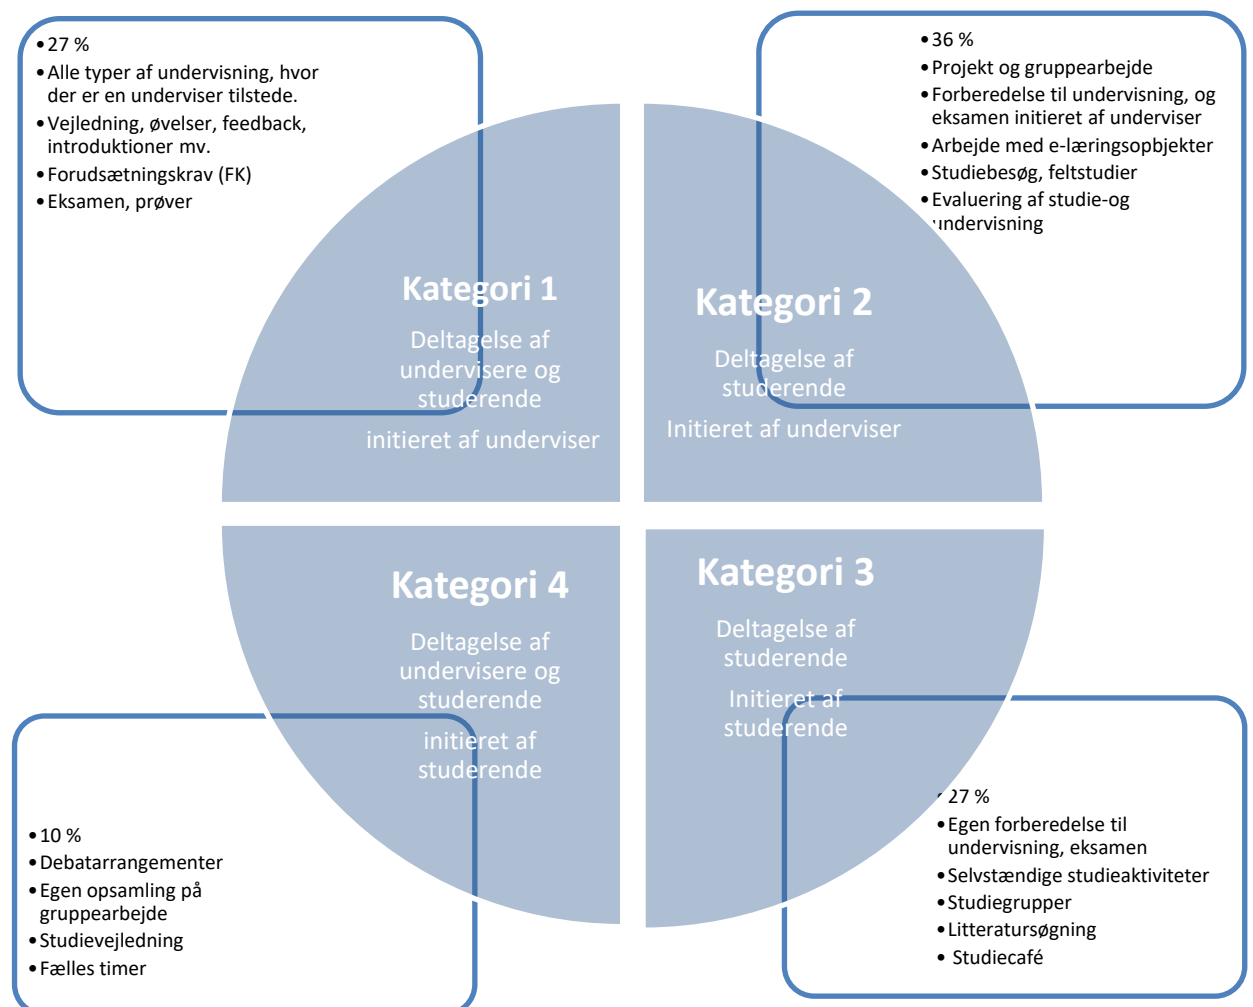 •27 %
•Alle typer af undervisning, hvor
der er en underviser tilstede.
•Vejledning, øvelser, feedback,
introduktioner mv.
•Forudsætningskrav (FK)
•Eksamen, prøver
•36 %
•Projekt og gruppearbejde
•Forberedelse til undervisning, og
eksamen initieret af underviser
•Arbejde med e-læringsopbjekter
•Studiebesøg, feltstudier
•Evaluering af studie-og
undervisning
Kategori 1
Deltagelse af
undervisere og
studerende
initieret af underviser
Kategori 2
Deltagelse af
studerende
Initieret af underviser
Kategori 4
Deltagelse af
undervisere og
studerende
initieret af
studerende
Kategori 3
Deltagelse af
studerende
Initieret af
studerende
•10 %
•Debatarrangementer
•Egen opsamling på
gruppearbejde
•Studievejledning
•Fælles timer
•27 %
•Egen forberedelse til
undervisning, eksamen
•Selvstændige studieaktiviteter
•Studiegrupper
•Litteratursøgning
• Studiecafé